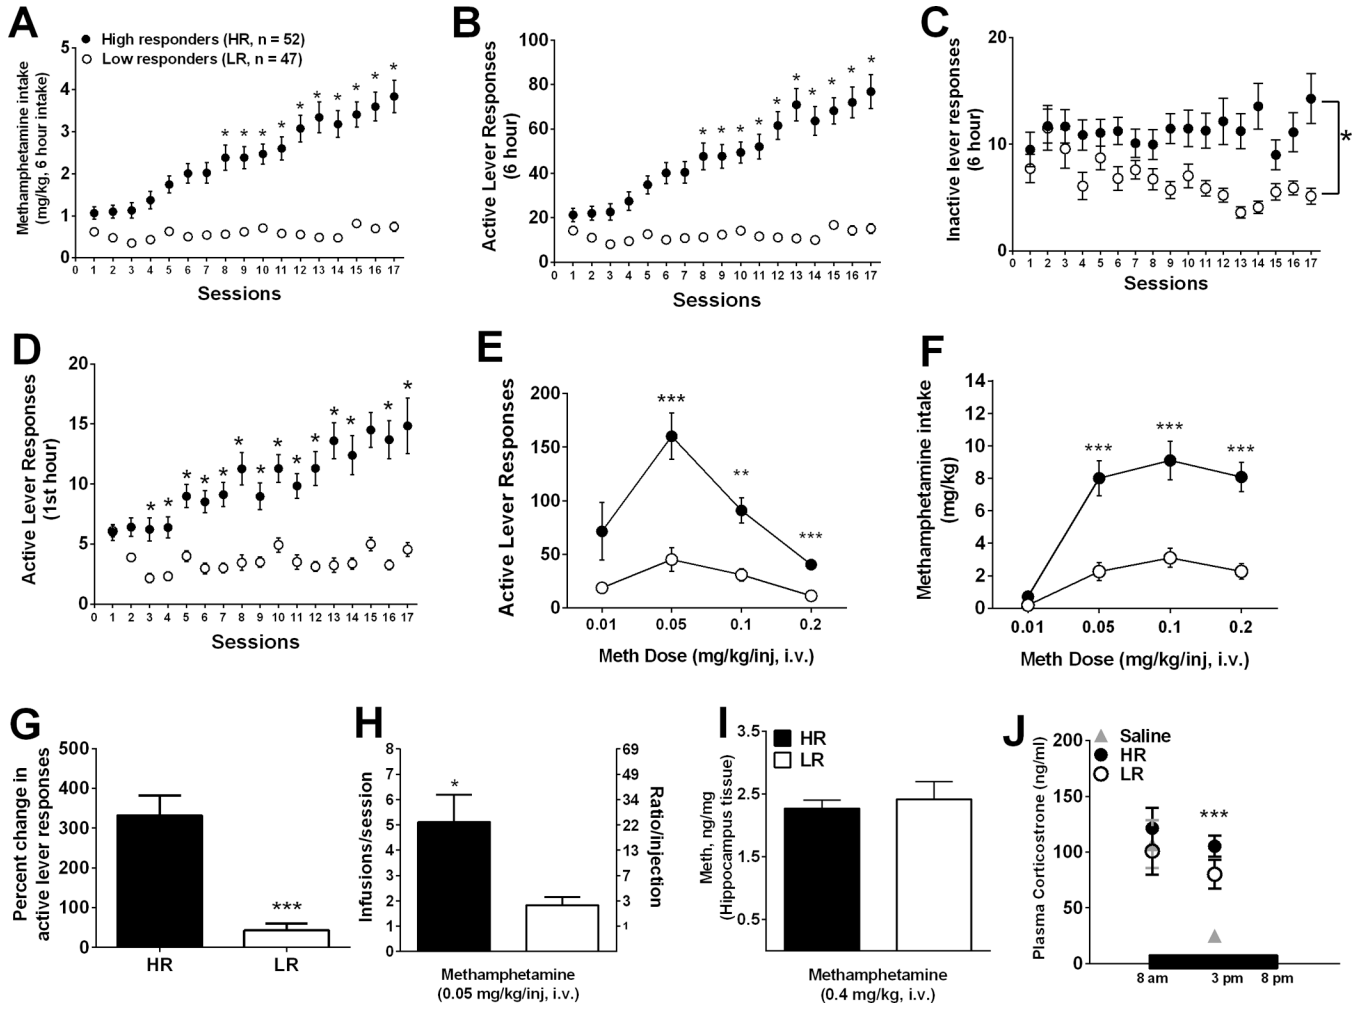 A
High responders (HR, n = 52)
Low responders (LR, n = 47)
Methamphetamine intake
(mg/kg, 6 hour intake)
5
4
3
2
1
0
* * * * * * * * * *
0 1 2 3 4 5 6 7 8 9 10 11 12 13 14 15 16 17
Sessions
B
Active Lever Responses
(6 hour)
100
80
60
40
20
0
* * * * * * * * * *
0 1 2 3 4 5 6 7 8 9 10 11 12 13 14 15 16 17
Sessions
C
Inactive lever responses
(6 hour)
20
10
0
*
0 1 2 3 4 5 6 7 8 9 10 11 12 13 14 15 16 17
Sessions
D
Active Lever Responses
(1st hour)
20
15
10
5
0
* * * * * * * * * * * * * *
0 1 2 3 4 5 6 7 8 9 10 11 12 13 14 15 16 17
Sessions
E
Active Lever Responses
200
150
100
50
0
***
**
***
0.01 0.05 0.1 0.2
Meth Dose (mg/kg/inj, i.v.)
F
Methamphetamine intake
(mg/kg)
14
12
10
8
6
4
2
0
*** *** ***
0.01 0.05 0.1 0.2
Meth Dose (mg/kg/inj, i.v.)
G
Percent change in
active lever responses
500
400
300
200
100
0
***
HR LR
H
Infusions/session
8
7
6
5
4
3
2
1
0
*
69
49
34
22
13
7
3
1
Ratio/injection
Methamphetamine
(0.05 mg/kg/inj, i.v.)
I
HR
LR
Meth, ng/mg
(Hippocampus tissue)
3.5
2.5
1.5
0.5
Methamphetamine
(0.4 mg/kg, i.v.)
J
Saline
HR
LR
Plasma Corticostrone (ng/ml)
200
150
100
50
0
***
8 am 3 pm 8 pm